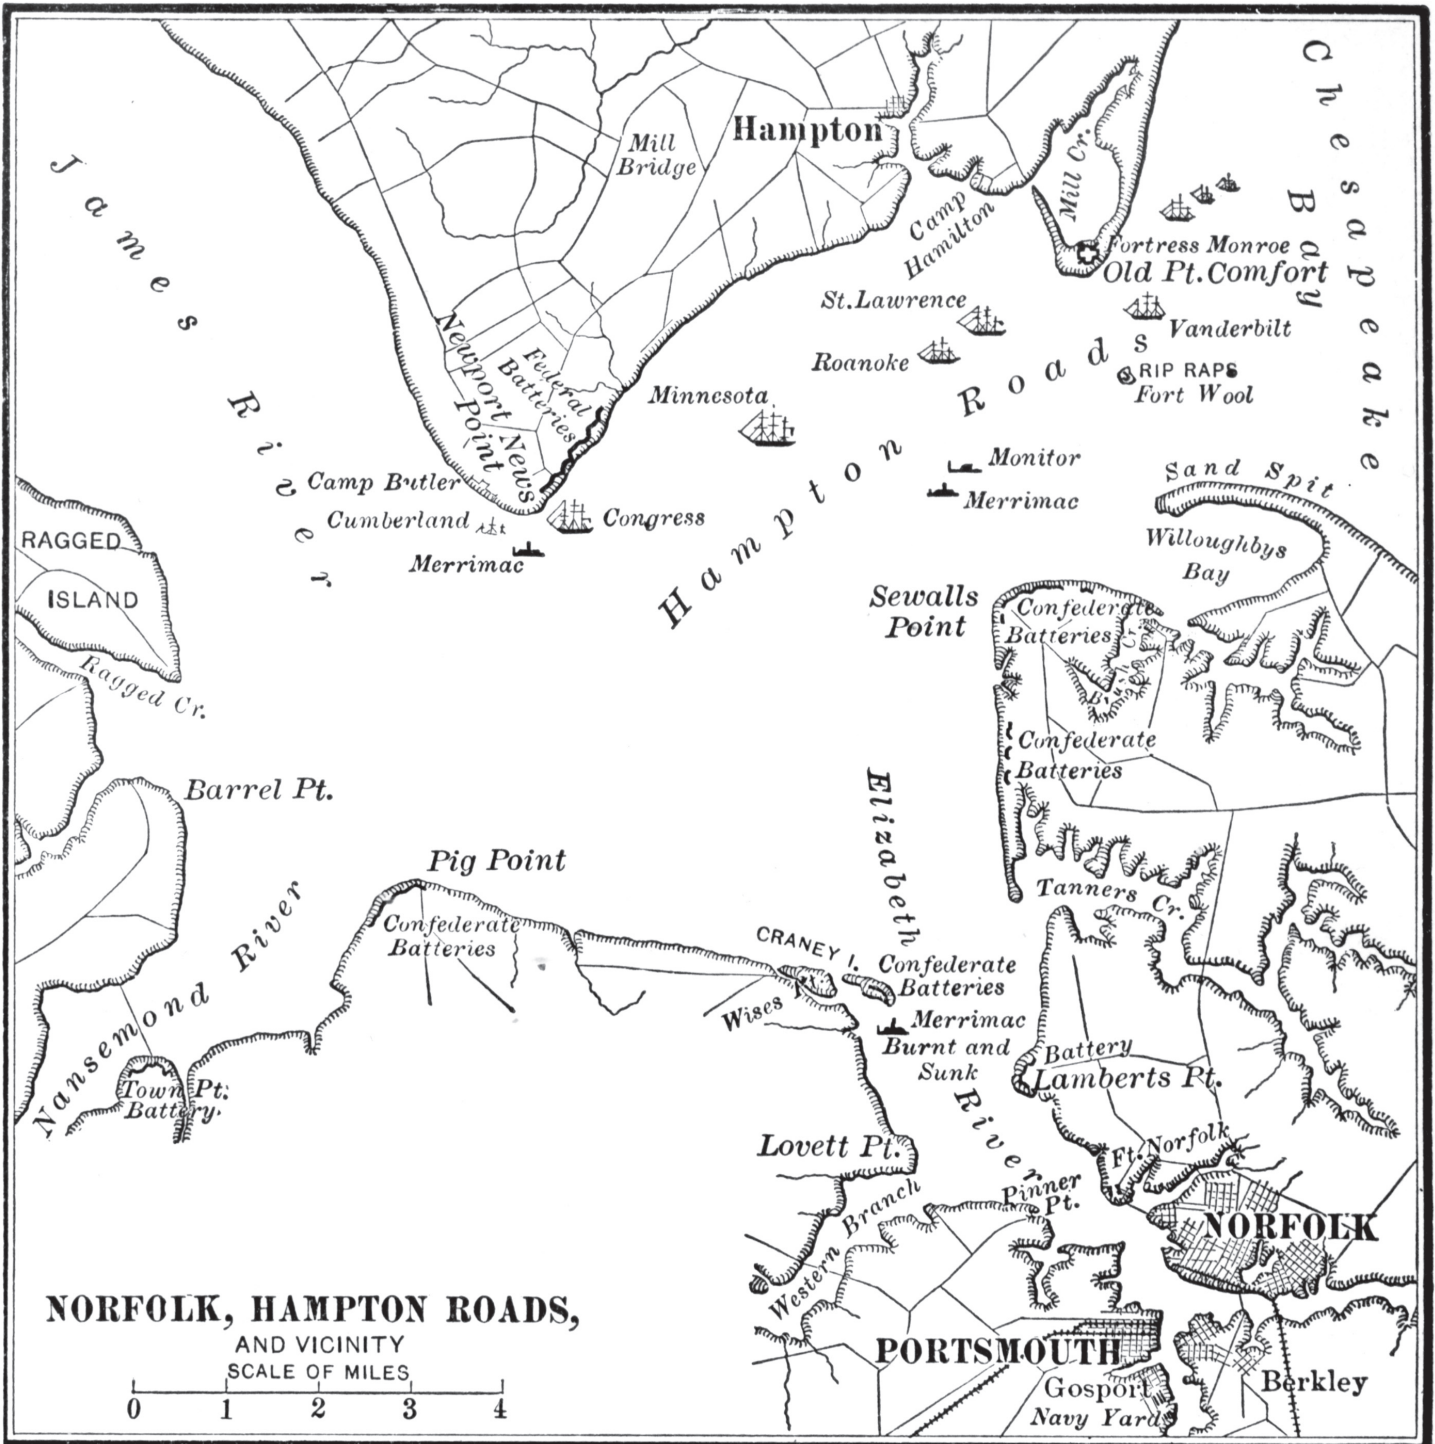 Chesapeake
Bay
James River
Hampton
Mill
Bridge
Mill Cr.
Camp
Hamilton
Fortress Monroe
Old Pt. Comfort
St. Lawrence
Vanderbilt
Roanoke
RIP RAPS
Fort Wool
Hampton Roads
Newport News
Point
Federal
Batteries
Minnesota
Monitor
Merrimac
Camp Butler
Cumberland
Congress
Merrimac
Sand Spit
Willoughbys
Bay
RAGGED
ISLAND
Ragged Cr.
Sewalls
Point
Confederate
Batteries
Brush Cr.
Confederate
Batteries
Barrel Pt.
Elizabeth River
Pig Point
Confederate
Batteries
Tanners Cr.
Nansemond River
CRANEY I.
Confederate
Batteries
Wises Pt.
Merrimac
Burnt and
Sunk
Battery
Lamberts Pt.
Town Pt.
Battery.
Lovett Pt.
Ft. Norfolk
Western Branch
Pinner
Pt.
NORFOLK
PORTSMOUTH
Gosport
Navy Yard
Berkley
NORFOLK, HAMPTON ROADS,
AND VICINITY
SCALE OF MILES
0 1 2 3 4